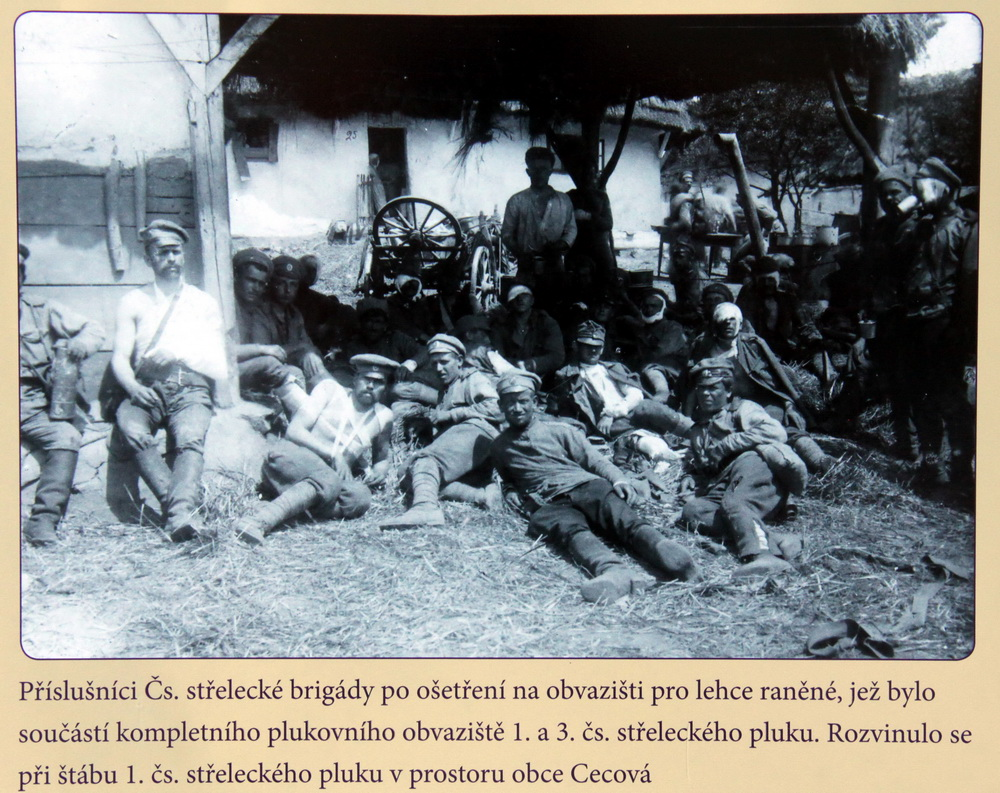 25
Příslušníci Čs. střelecké brigády po ošetření na obvazišti pro lehce raněné, jež bylo
součástí kompletního plukovního obvaziště 1. a 3. čs. střeleckého pluku. Rozvinulo se
při štábu 1. čs. střeleckého pluku v prostoru obce Cecová